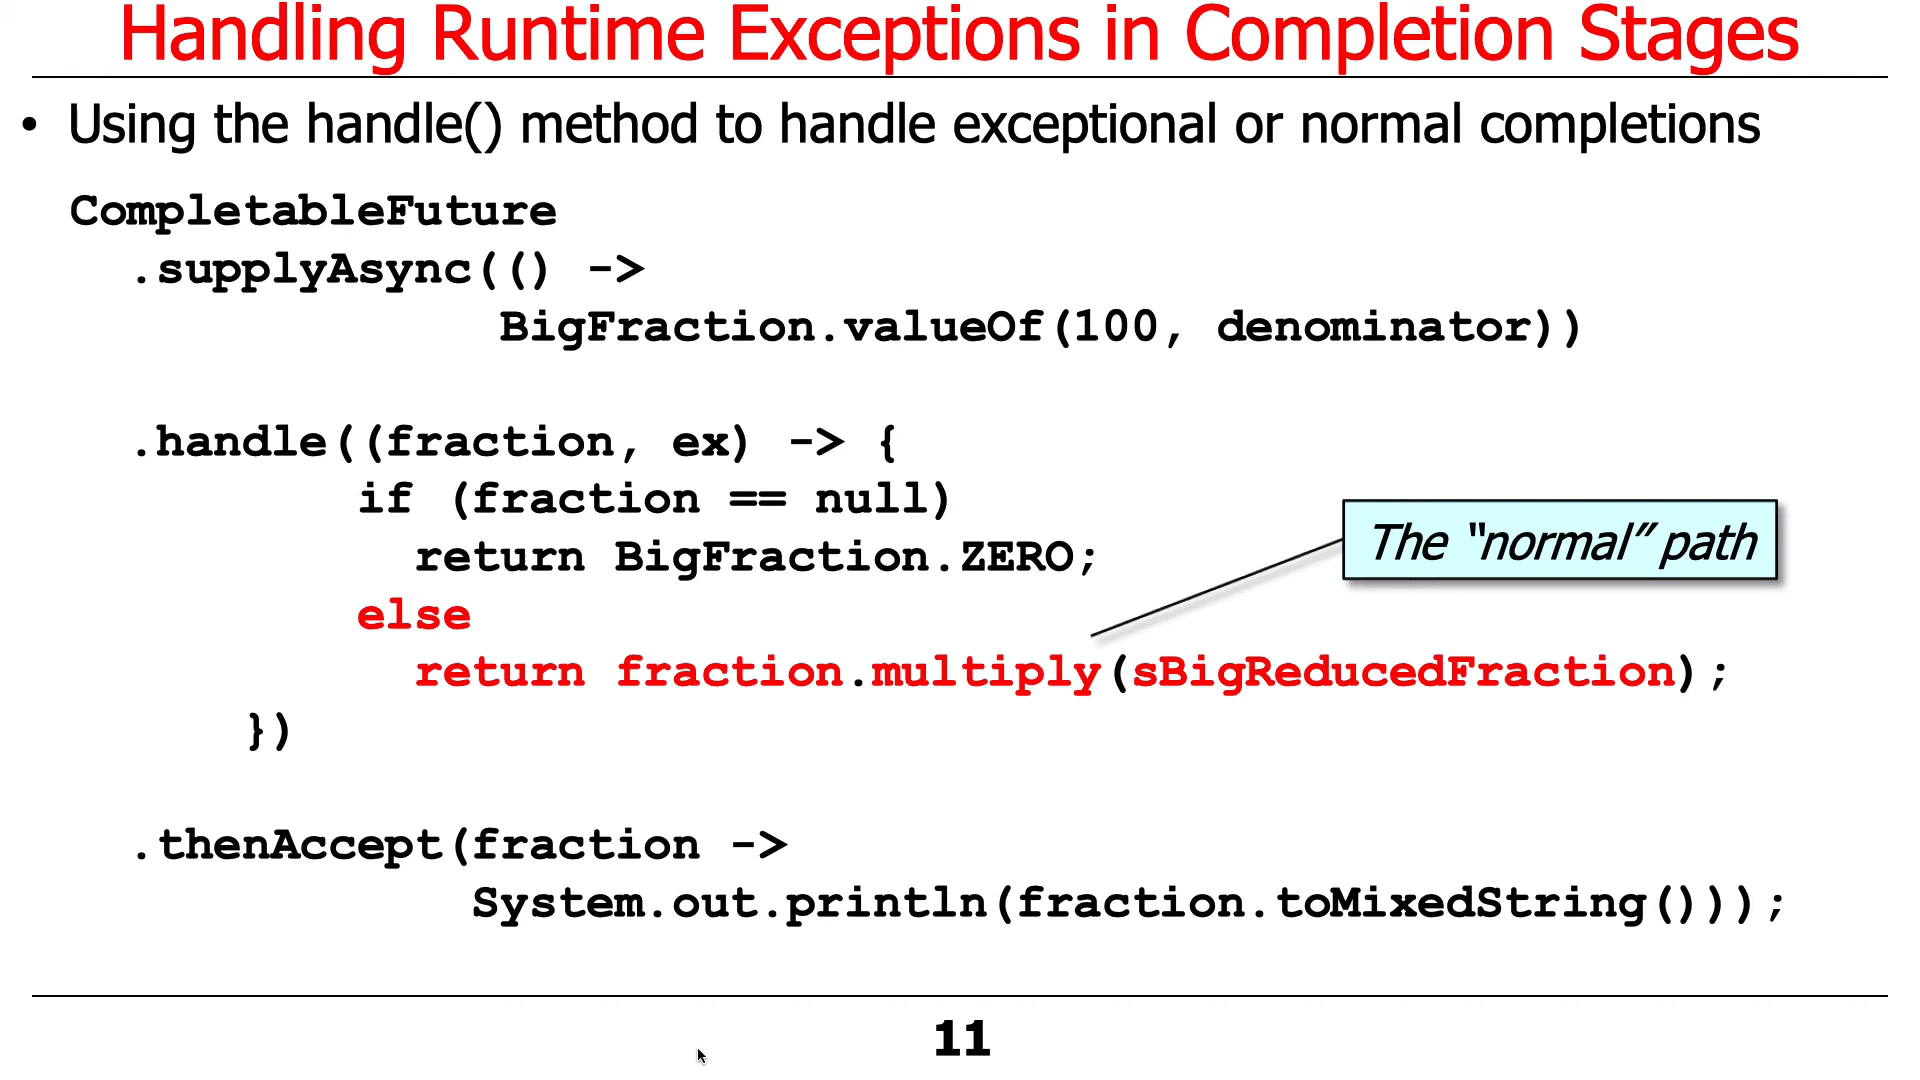 Handling Runtime Exceptions in Completion Stages
• Using the handle() method to handle exceptional or normal completions
CompletableFuture
.supplyAsync(() ->
BigFraction.valueOf(100, denominator))
.handle((fraction, ex) -> {
if (fraction == null)
return BigFraction.ZERO;
The “normal” path
else
return fraction.multiply(sBigReducedFraction);
})
.thenAccept(fraction ->
System.out.println(fraction.toMixedString()));
11